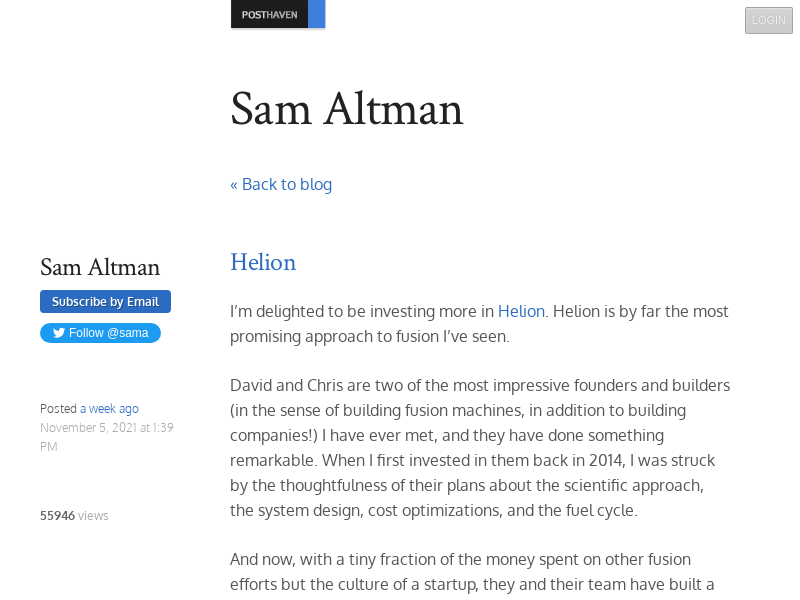 POSTHAVEN
LOGIN
Sam Altman
« Back to blog
Sam Altman
Subscribe by Email
Follow @sama
Posted a week ago
November 5, 2021 at 1:39
PM
55946 views
Helion
I’m delighted to be investing more in Helion. Helion is by far the most
promising approach to fusion I’ve seen.
David and Chris are two of the most impressive founders and builders
(in the sense of building fusion machines, in addition to building
companies!) I have ever met, and they have done something
remarkable. When I first invested in them back in 2014, I was struck
by the thoughtfulness of their plans about the scientific approach,
the system design, cost optimizations, and the fuel cycle.
And now, with a tiny fraction of the money spent on other fusion
efforts but the culture of a startup, they and their team have built a